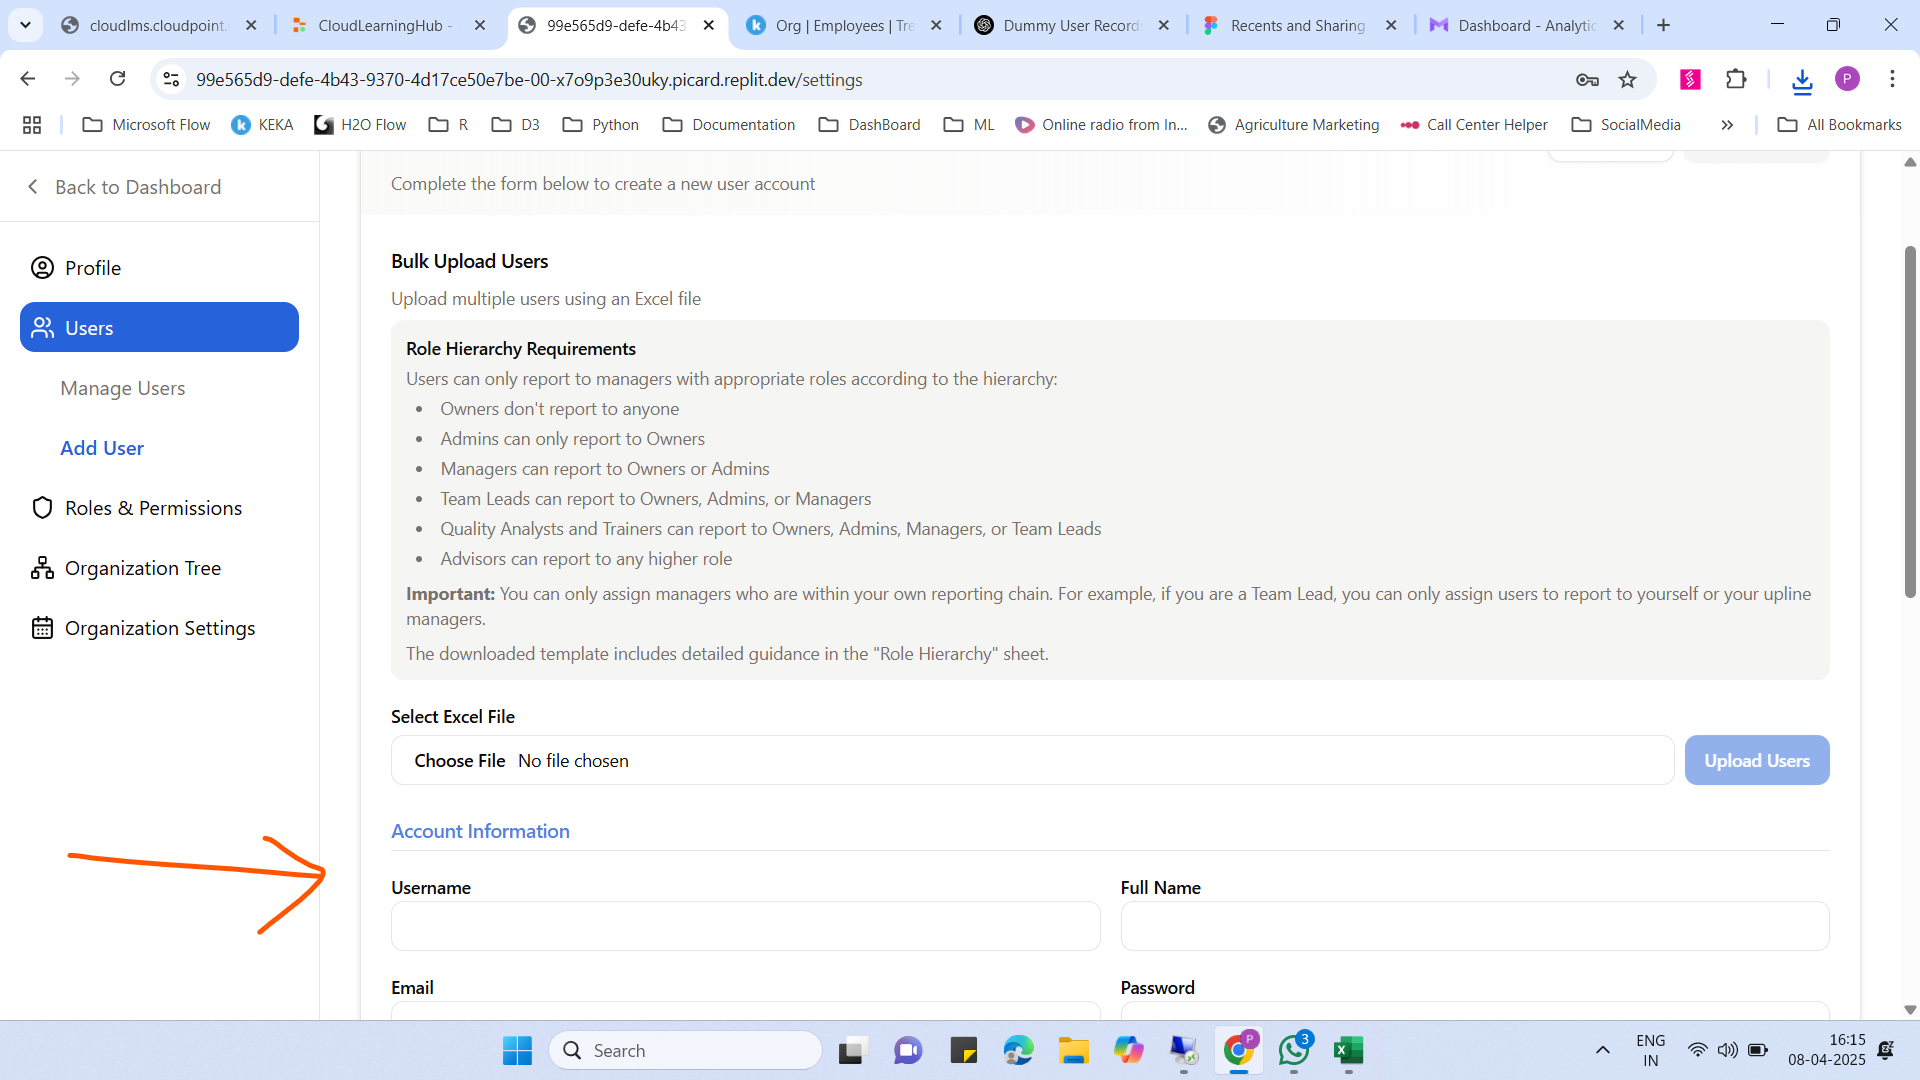 cloudlms.cloudpoint.
CloudLearningHub -
99e565d9-defe-4b43
Org | Employees | Tre
Dummy User Record
Recents and Sharing
Dashboard - Analytic
99e565d9-defe-4b43-9370-4d17ce50e7be-00-x7o9p3e30uky.picard.replit.dev/settings
P
Microsoft Flow
KEKA
H2O Flow
R
D3
Python
Documentation
DashBoard
ML
Online radio from In...
Agriculture Marketing
Call Center Helper
SocialMedia
All Bookmarks
Back to Dashboard
Profile
Users
Manage Users
Add User
Roles & Permissions
Organization Tree
Organization Settings
Complete the form below to create a new user account
Bulk Upload Users
Upload multiple users using an Excel file
Role Hierarchy Requirements
Users can only report to managers with appropriate roles according to the hierarchy:
Owners don't report to anyone
Admins can only report to Owners
Managers can report to Owners or Admins
Team Leads can report to Owners, Admins, or Managers
Quality Analysts and Trainers can report to Owners, Admins, Managers, or Team Leads
Advisors can report to any higher role
Important: You can only assign managers who are within your own reporting chain. For example, if you are a Team Lead, you can only assign users to report to yourself or your upline
managers.
The downloaded template includes detailed guidance in the "Role Hierarchy" sheet.
Select Excel File
Choose File No file chosen
Upload Users
Account Information
Username
Full Name
Email
Password
Search
P
3
ENG
IN
16:15
08-04-2025